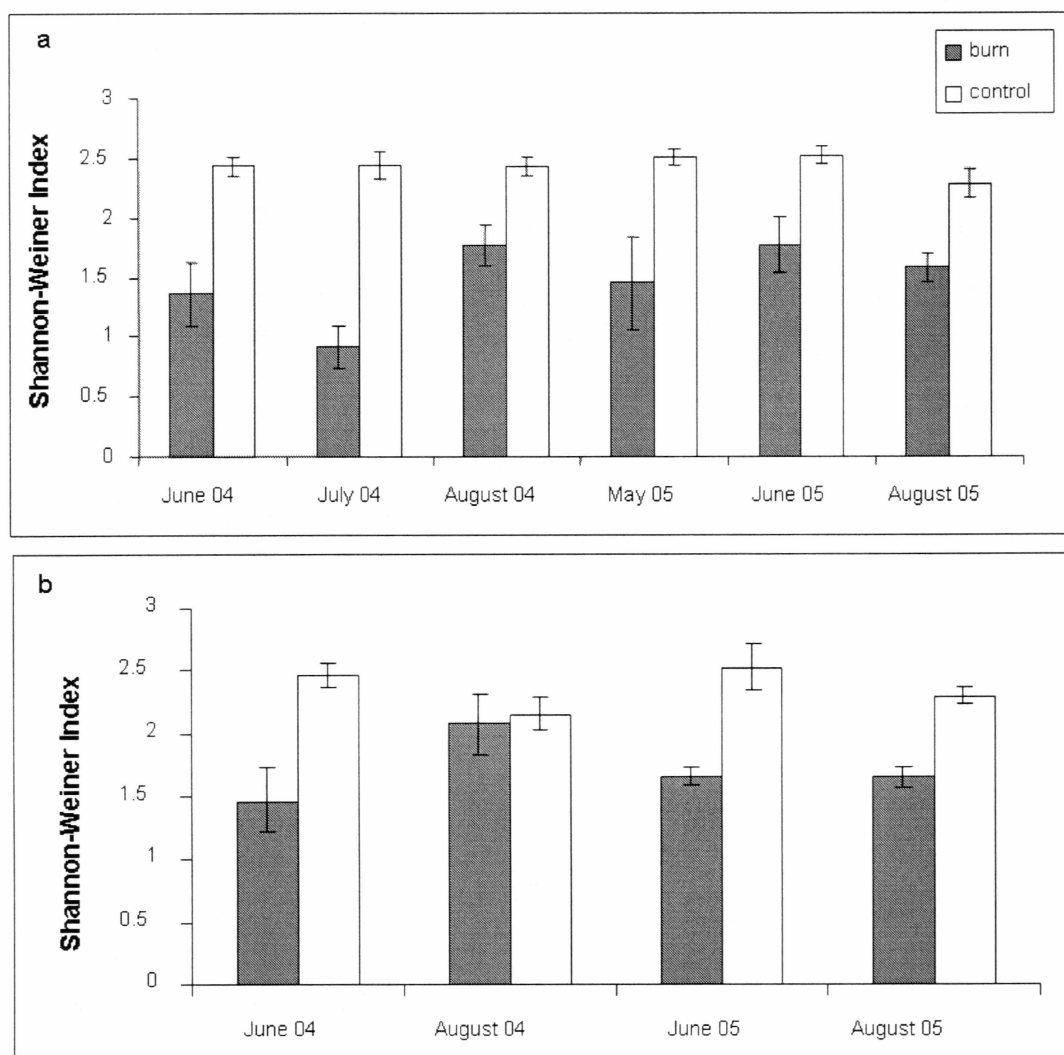 a
burn
control
Shannon-Weiner Index
3
2.5
2
1.5
1
0.5
0
June 04 July 04 August 04 May 05 June 05 August 05
b
Shannon-Weiner Index
3
2.5
2
1.5
1
0.5
0
June 04 August 04 June 05 August 05